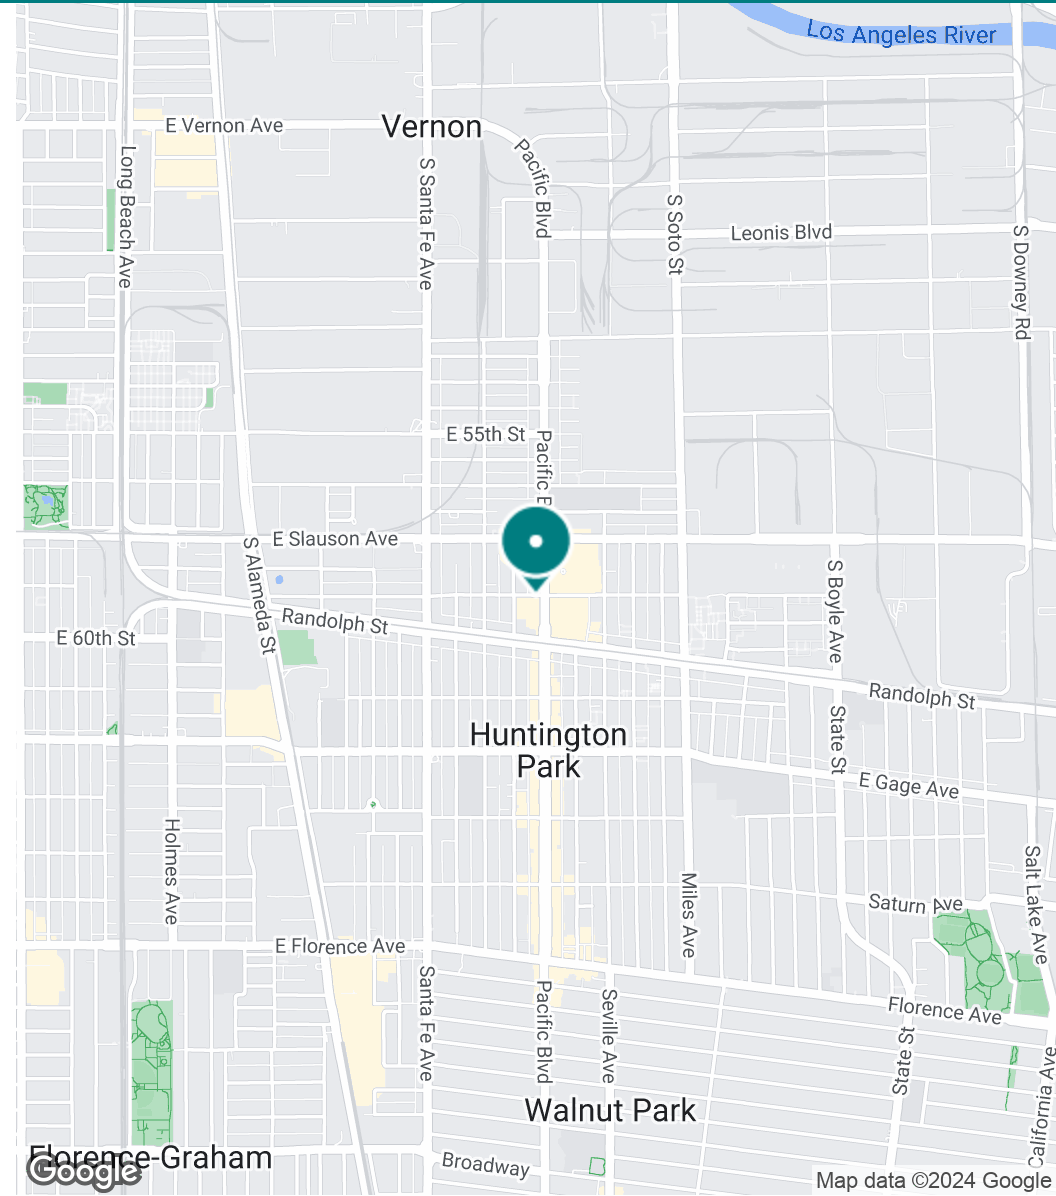 Los Angeles River
E Vernon Ave
Vernon
Pacific Blvd
Long Beach Ave
S Santa Fe Ave
S Soto St
Leonis Blvd
S Downey Rd
E 55th St
Pacific B
E Slauson Ave
S Alameda St
S Boyle Ave
Randolph St
E 60th St
Randolph St
State St
Huntington
Park
E Gage Ave
Holmes Ave
Miles Ave
Salt Lake Ave
Saturn Ave
E Florence Ave
Santa Fe Ave
Pacific Blvd
Seville Ave
Florence Ave
State St
California Ave
Walnut Park
Florence-Graham
Broadway
Google
Map data ©2024 Google